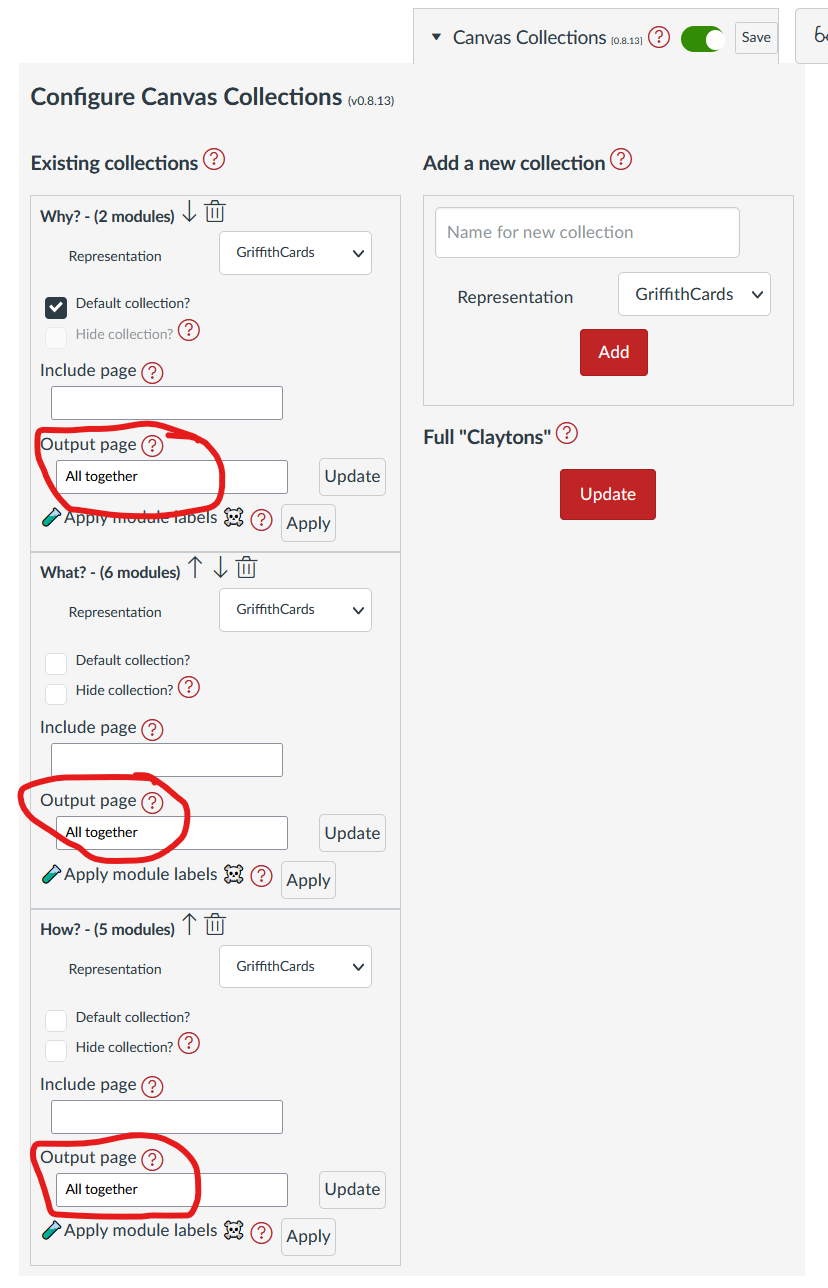 ▼ Canvas Collections [0.8.13] ? Save
Configure Canvas Collections (v0.8.13)
Existing collections ?
Why? - (2 modules)
Representation GriffithCards
Default collection?
Hide collection? ?
Include page ?
Output page ?
All together Update
Apply module labels ? Apply
What? - (6 modules)
Representation GriffithCards
Default collection?
Hide collection? ?
Include page ?
Output page ?
All together Update
Apply module labels ? Apply
How? - (5 modules)
Representation GriffithCards
Default collection?
Hide collection? ?
Include page ?
Output page ?
All together Update
Apply module labels ? Apply
Add a new collection ?
Name for new collection
Representation GriffithCards
Add
Full "Claytons" ?
Update